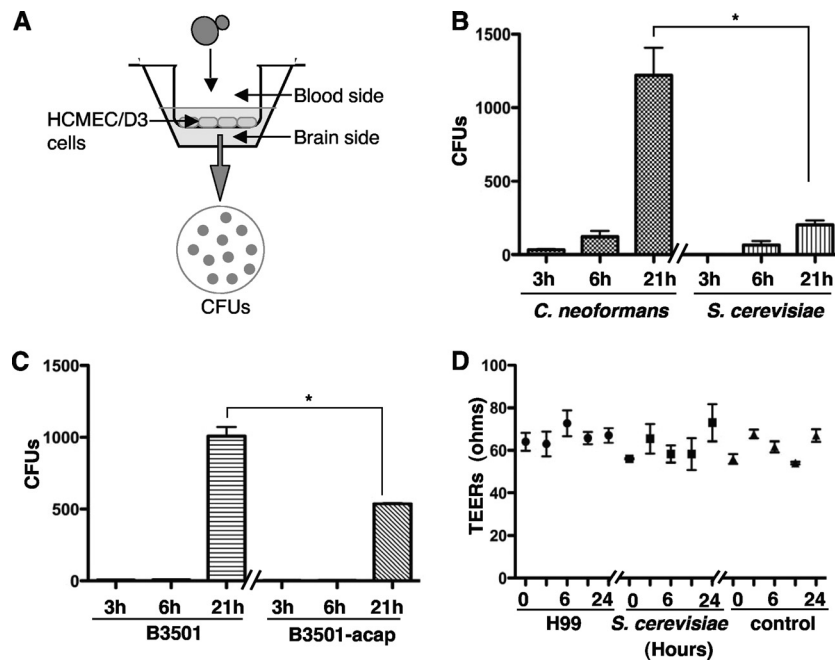 A
Blood side
HCMEC/D3
cells
Brain side
CFUs
B
*
1500
1000
500
0
CFUs
3h 6h 21h 3h 6h 21h
C. neoformans S. cerevisiae
C
*
1500
1000
500
0
CFUs
3h 6h 21h 3h 6h 21h
B3501 B3501-acap
D
100
80
60
40
20
0
TEERs (ohms)
0 6 24 0 6 24 0 6 24
H99 S. cerevisiae control
(Hours)